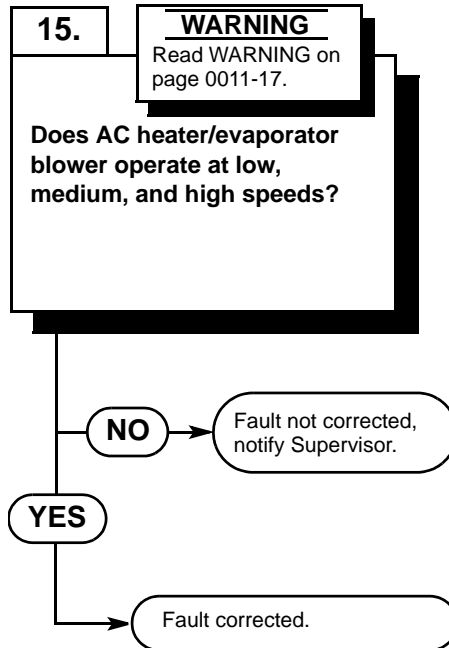 15.
WARNING
Read WARNING on
page 0011-17.
Does AC heater/evaporator
blower operate at low,
medium, and high speeds?
NO
Fault not corrected,
notify Supervisor.
YES
Fault corrected.